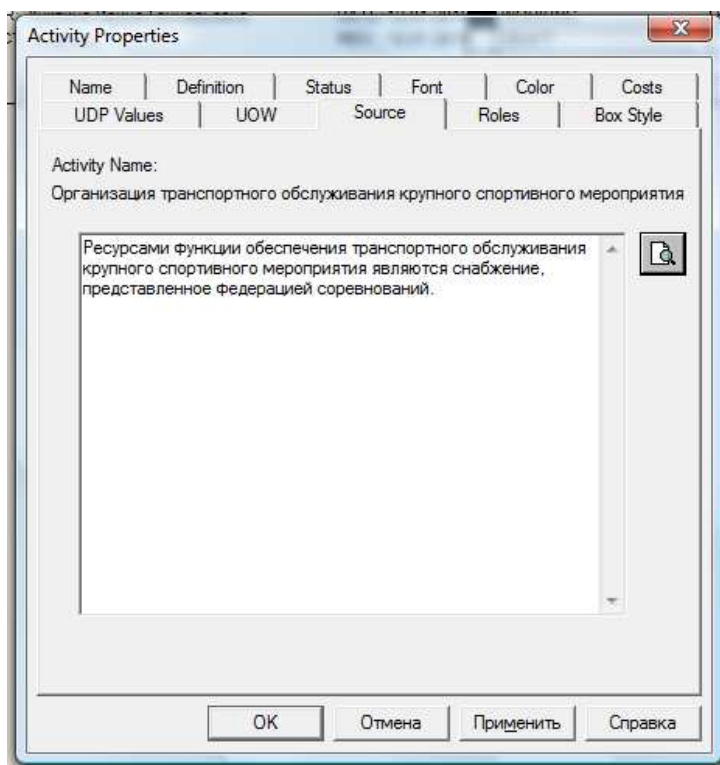 Activity Properties
Name Definition Status Font Color Costs
UDP Values UOW Source Roles Box Style
Activity Name:
Организация транспортного обслуживания крупного спортивного мероприятия
Ресурсами функции обеспечения транспортного обслуживания
крупного спортивного мероприятия являются снабжение,
представленное федерацией соревнований.
OK Отмена Применить Справка